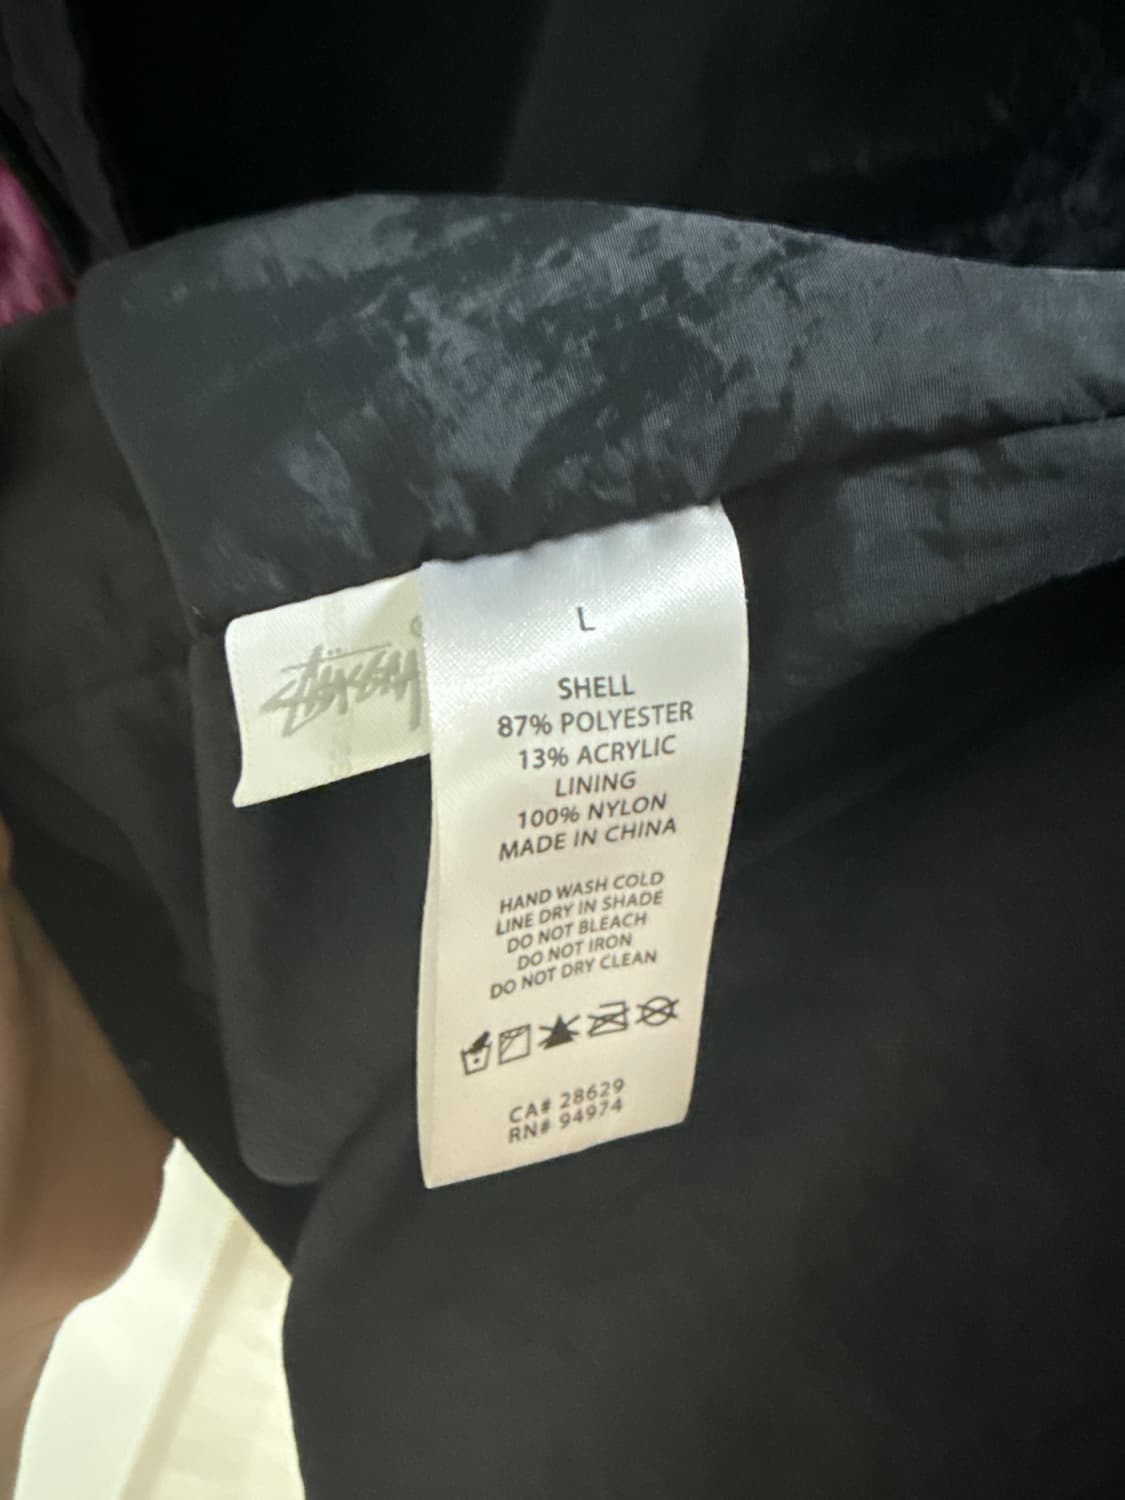 STÜSSY
L
SHELL
87% POLYESTER
13% ACRYLIC
LINING
100% NYLON
MADE IN CHINA
HAND WASH COLD
LINE DRY IN SHADE
DO NOT BLEACH
DO NOT IRON
DO NOT DRY CLEAN
CA# 28629
RN# 94974